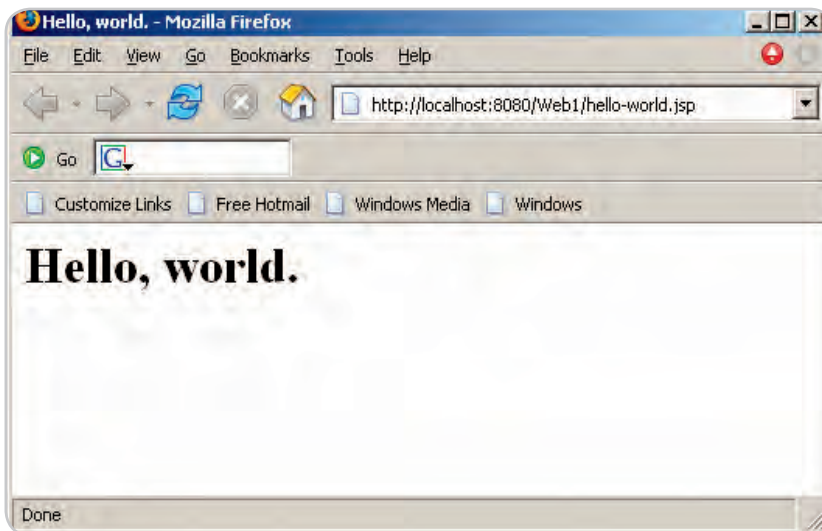 Hello, world. - Mozilla Firefox
File Edit View Go Bookmarks Tools Help
http://localhost:8080/Web1/hello-world.jsp
Go G
Customize Links Free Hotmail Windows Media Windows
Hello, world.
Done